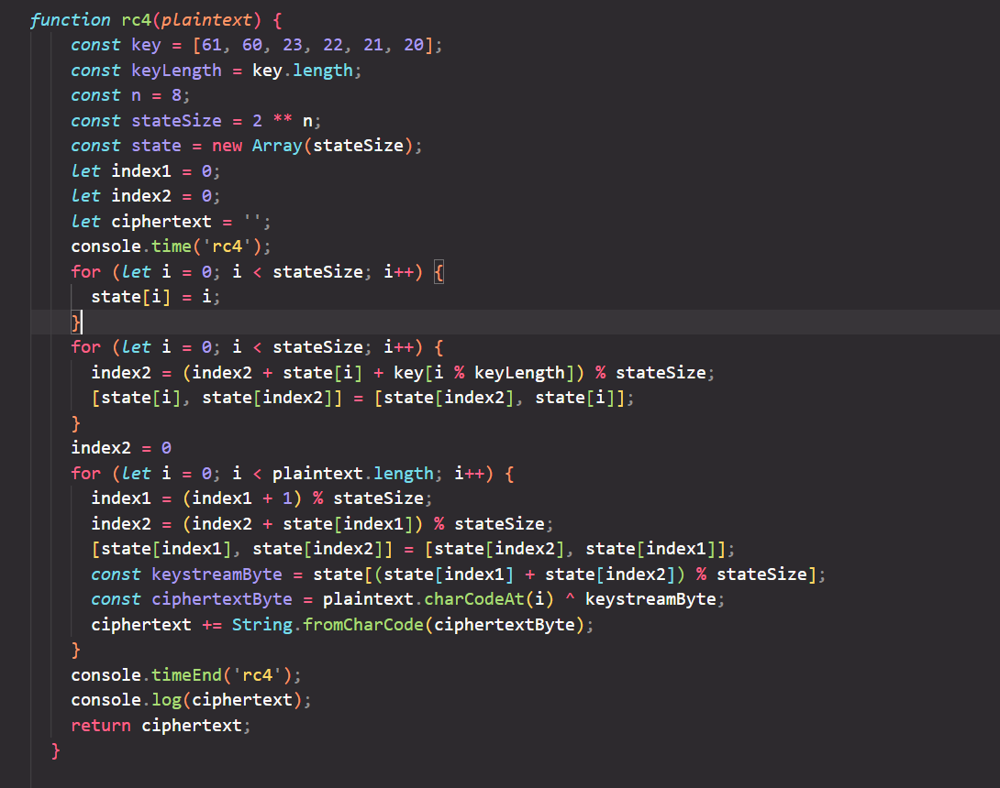 function rc4(plaintext) {
const key = [61, 60, 23, 22, 21, 20];
const keyLength = key.length;
const n = 8;
const stateSize = 2 ** n;
const state = new Array(stateSize);
let index1 = 0;
let index2 = 0;
let ciphertext = '';
console.time('rc4');
for (let i = 0; i < stateSize; i++) {
state[i] = i;
}
for (let i = 0; i < stateSize; i++) {
index2 = (index2 + state[i] + key[i % keyLength]) % stateSize;
[state[i], state[index2]] = [state[index2], state[i]];
}
index2 = 0
for (let i = 0; i < plaintext.length; i++) {
index1 = (index1 + 1) % stateSize;
index2 = (index2 + state[index1]) % stateSize;
[state[index1], state[index2]] = [state[index2], state[index1]];
const keystreamByte = state[(state[index1] + state[index2]) % stateSize];
const ciphertextByte = plaintext.charCodeAt(i) ^ keystreamByte;
ciphertext += String.fromCharCode(ciphertextByte);
}
console.timeEnd('rc4');
console.log(ciphertext);
return ciphertext;
}